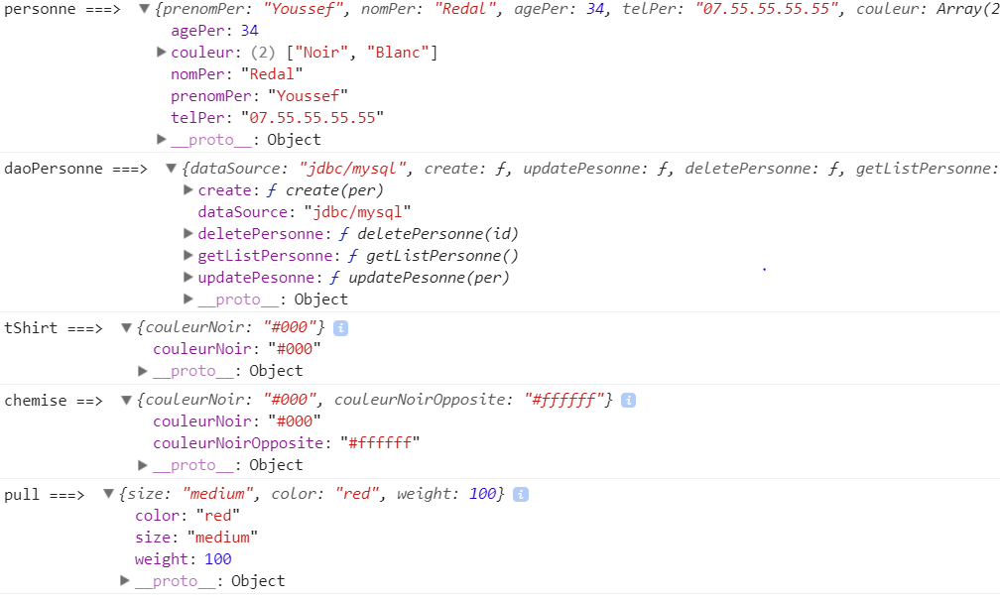 personne ===> ▼{prenomPer: "Youssef", nomPer: "Redal", agePer: 34, telPer: "07.55.55.55.55", couleur: Array(2
agePer: 34
▶couleur: (2) ["Noir", "Blanc"]
nomPer: "Redal"
prenomPer: "Youssef"
telPer: "07.55.55.55.55"
▶__proto__: Object
daoPersonne ===> ▼{dataSource: "jdbc/mysql", create: ƒ, updatePesonne: ƒ, deletePersonne: ƒ, getListPersonne:
▶create: ƒ create(per)
dataSource: "jdbc/mysql"
▶deletePersonne: ƒ deletePersonne(id)
▶getListPersonne: ƒ getListPersonne()
▶updatePesonne: ƒ updatePesonne(per)
▶__proto__: Object
tShirt ===> ▼{couleurNoir: "#000"} i
couleurNoir: "#000"
▶__proto__: Object
chemise ==> ▼{couleurNoir: "#000", couleurNoirOpposite: "#ffffff"} i
couleurNoir: "#000"
couleurNoirOpposite: "#ffffff"
▶__proto__: Object
pull ===> ▼{size: "medium", color: "red", weight: 100} i
color: "red"
size: "medium"
weight: 100
▶__proto__: Object